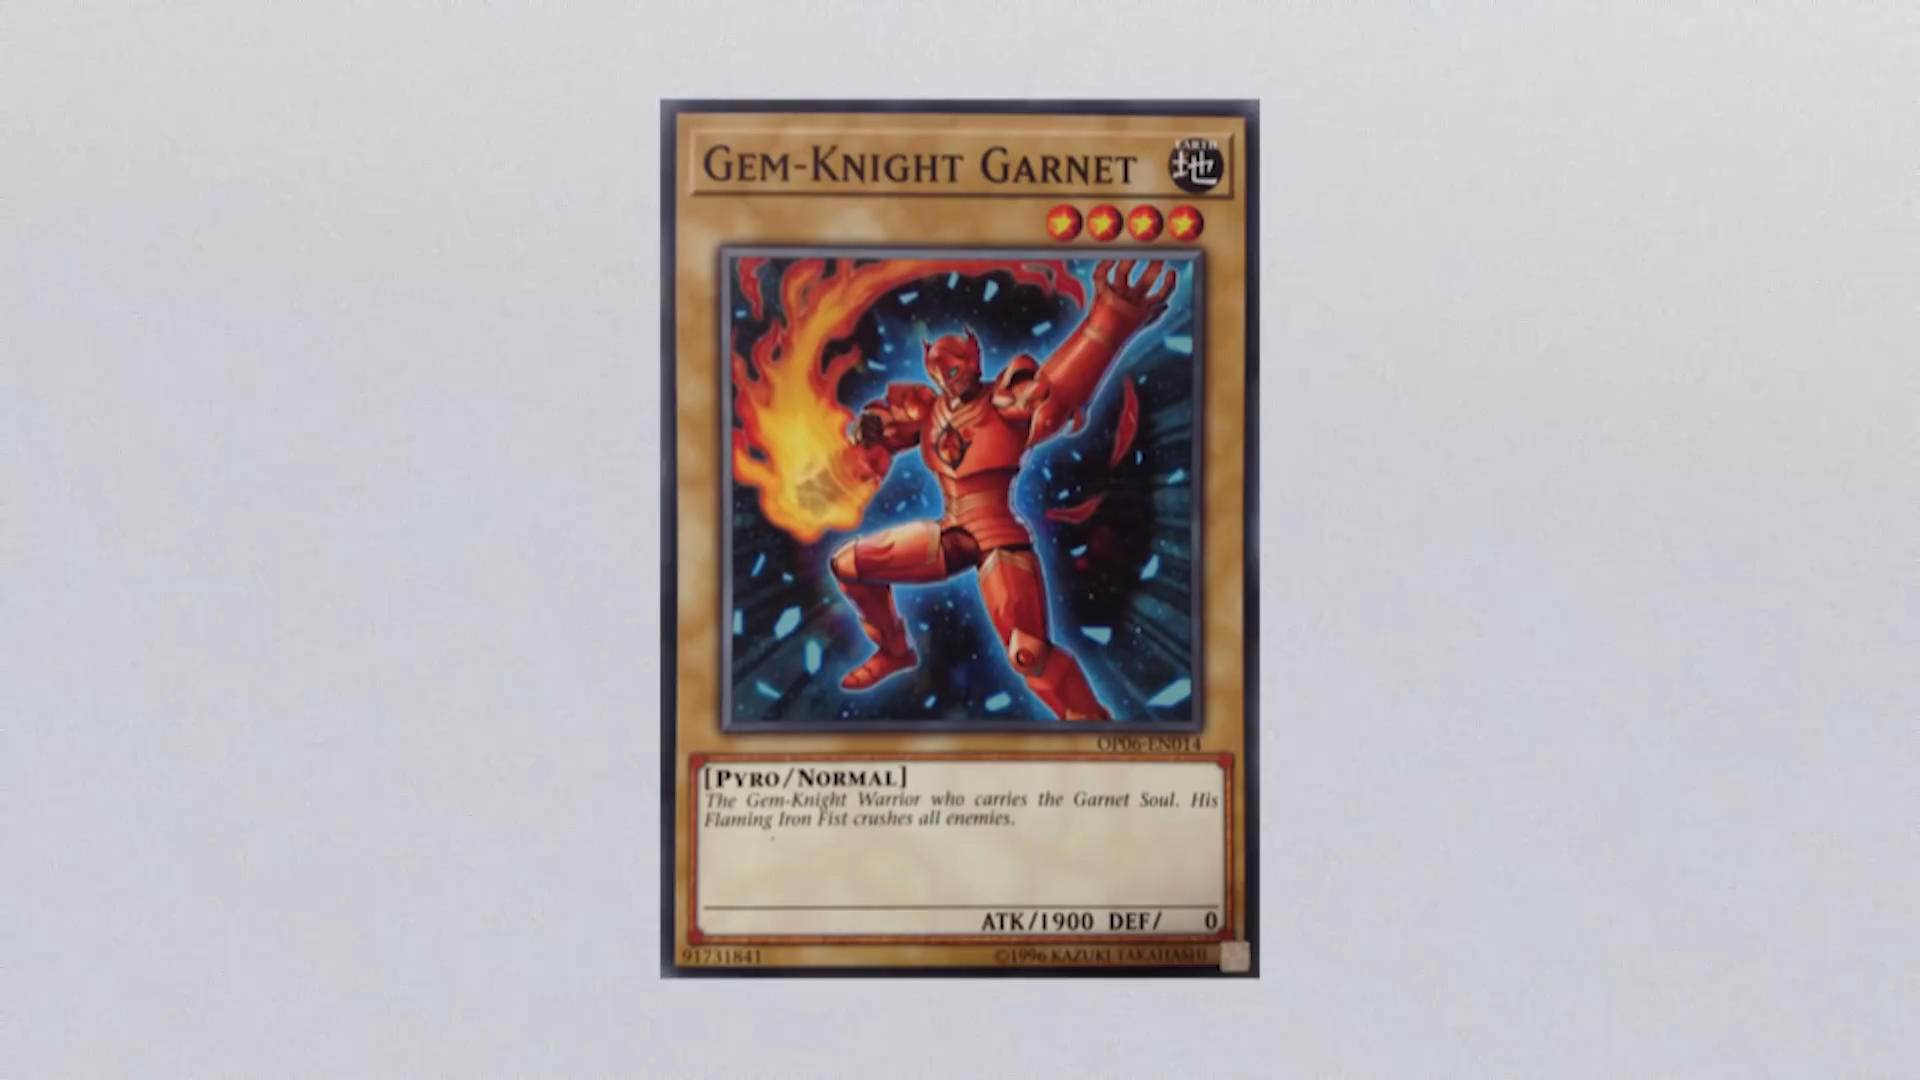 GEM-KNIGHT GARNET
EARTH
地
OP06-EN014
[PYRO/NORMAL]
The Gem-Knight Warrior who carries the Garnet Soul. His
Flaming Iron Fist crushes all enemies.
ATK/1900 DEF/ 0
91731841 ©1996 KAZUKI TAKAHASHI